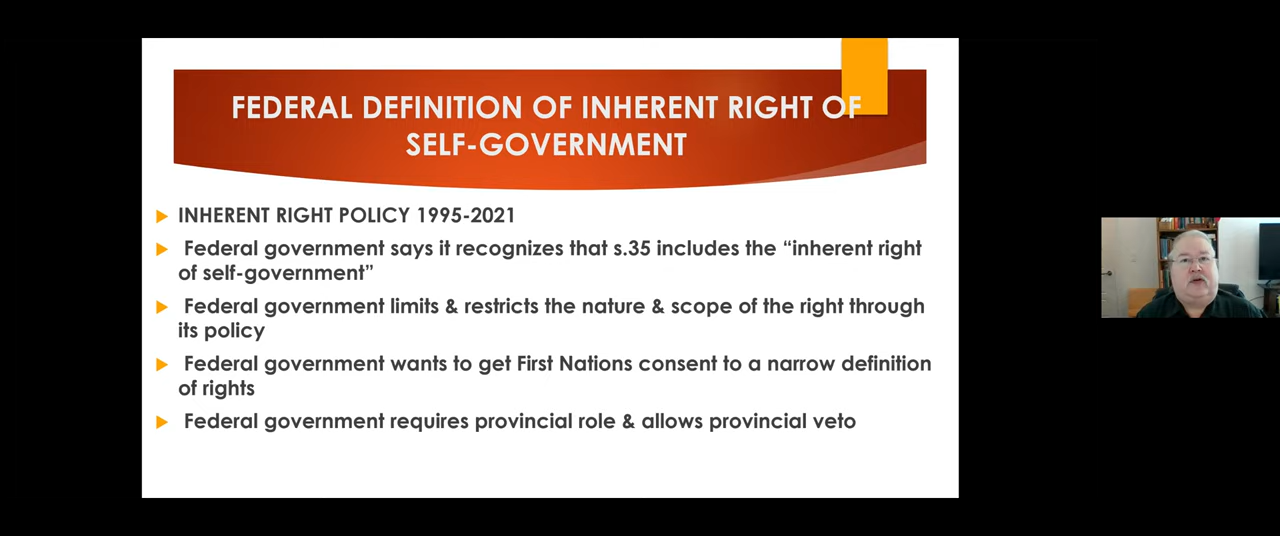 FEDERAL DEFINITION OF INHERENT RIGHT OF
SELF-GOVERNMENT
INHERENT RIGHT POLICY 1995-2021
Federal government says it recognizes that s.35 includes the “inherent right
of self-government”
Federal government limits & restricts the nature & scope of the right through
its policy
Federal government wants to get First Nations consent to a narrow definition
of rights
Federal government requires provincial role & allows provincial veto